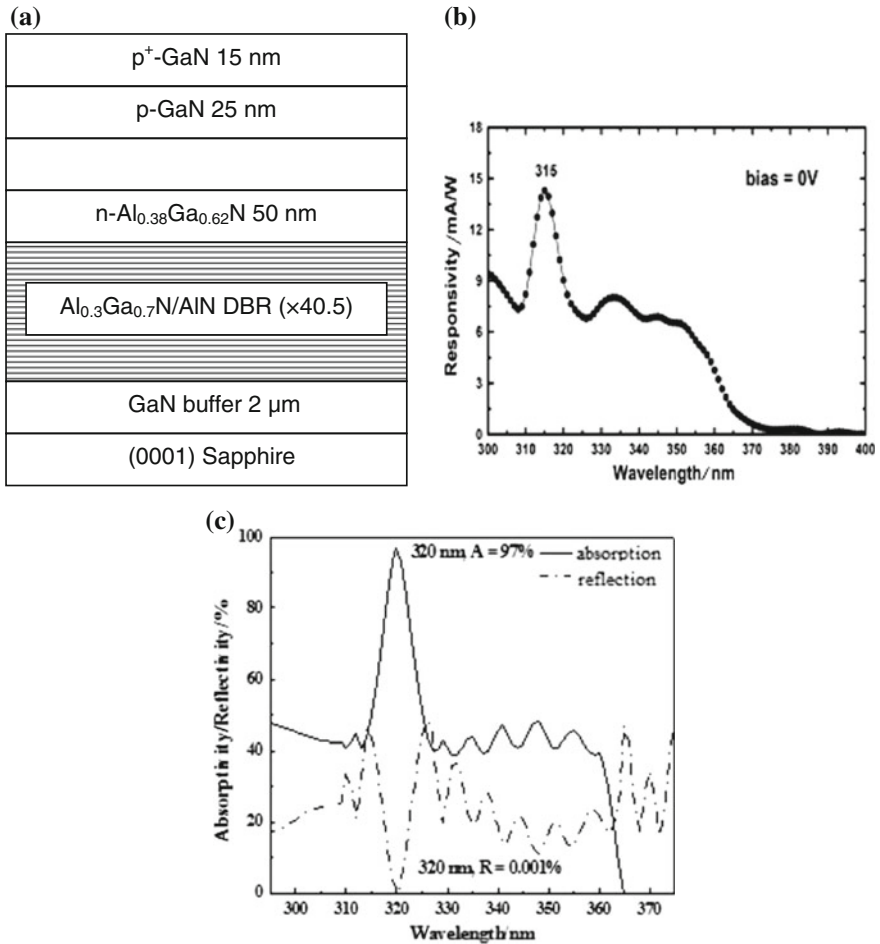 (a)
p⁺-GaN 15 nm
p-GaN 25 nm
n-Al₀.₃₈Ga₀.₆₂N 50 nm
Al₀.₃Ga₀.₇N/AlN DBR (×40.5)
GaN buffer 2 µm
(0001) Sapphire
(b)
18
15
12
9
6
3
0
Responsivity /mA/W
315
bias = 0V
300 310 320 330 340 350 360 370 380 390 400
Wavelength/ nm
(c)
100
80
60
40
20
0
Absorptivity/Reflectivity/%
320 nm, A = 97%
absorption
reflection
320 nm, R = 0.001%
300 310 320 330 340 350 360 370
Wavelength/nm